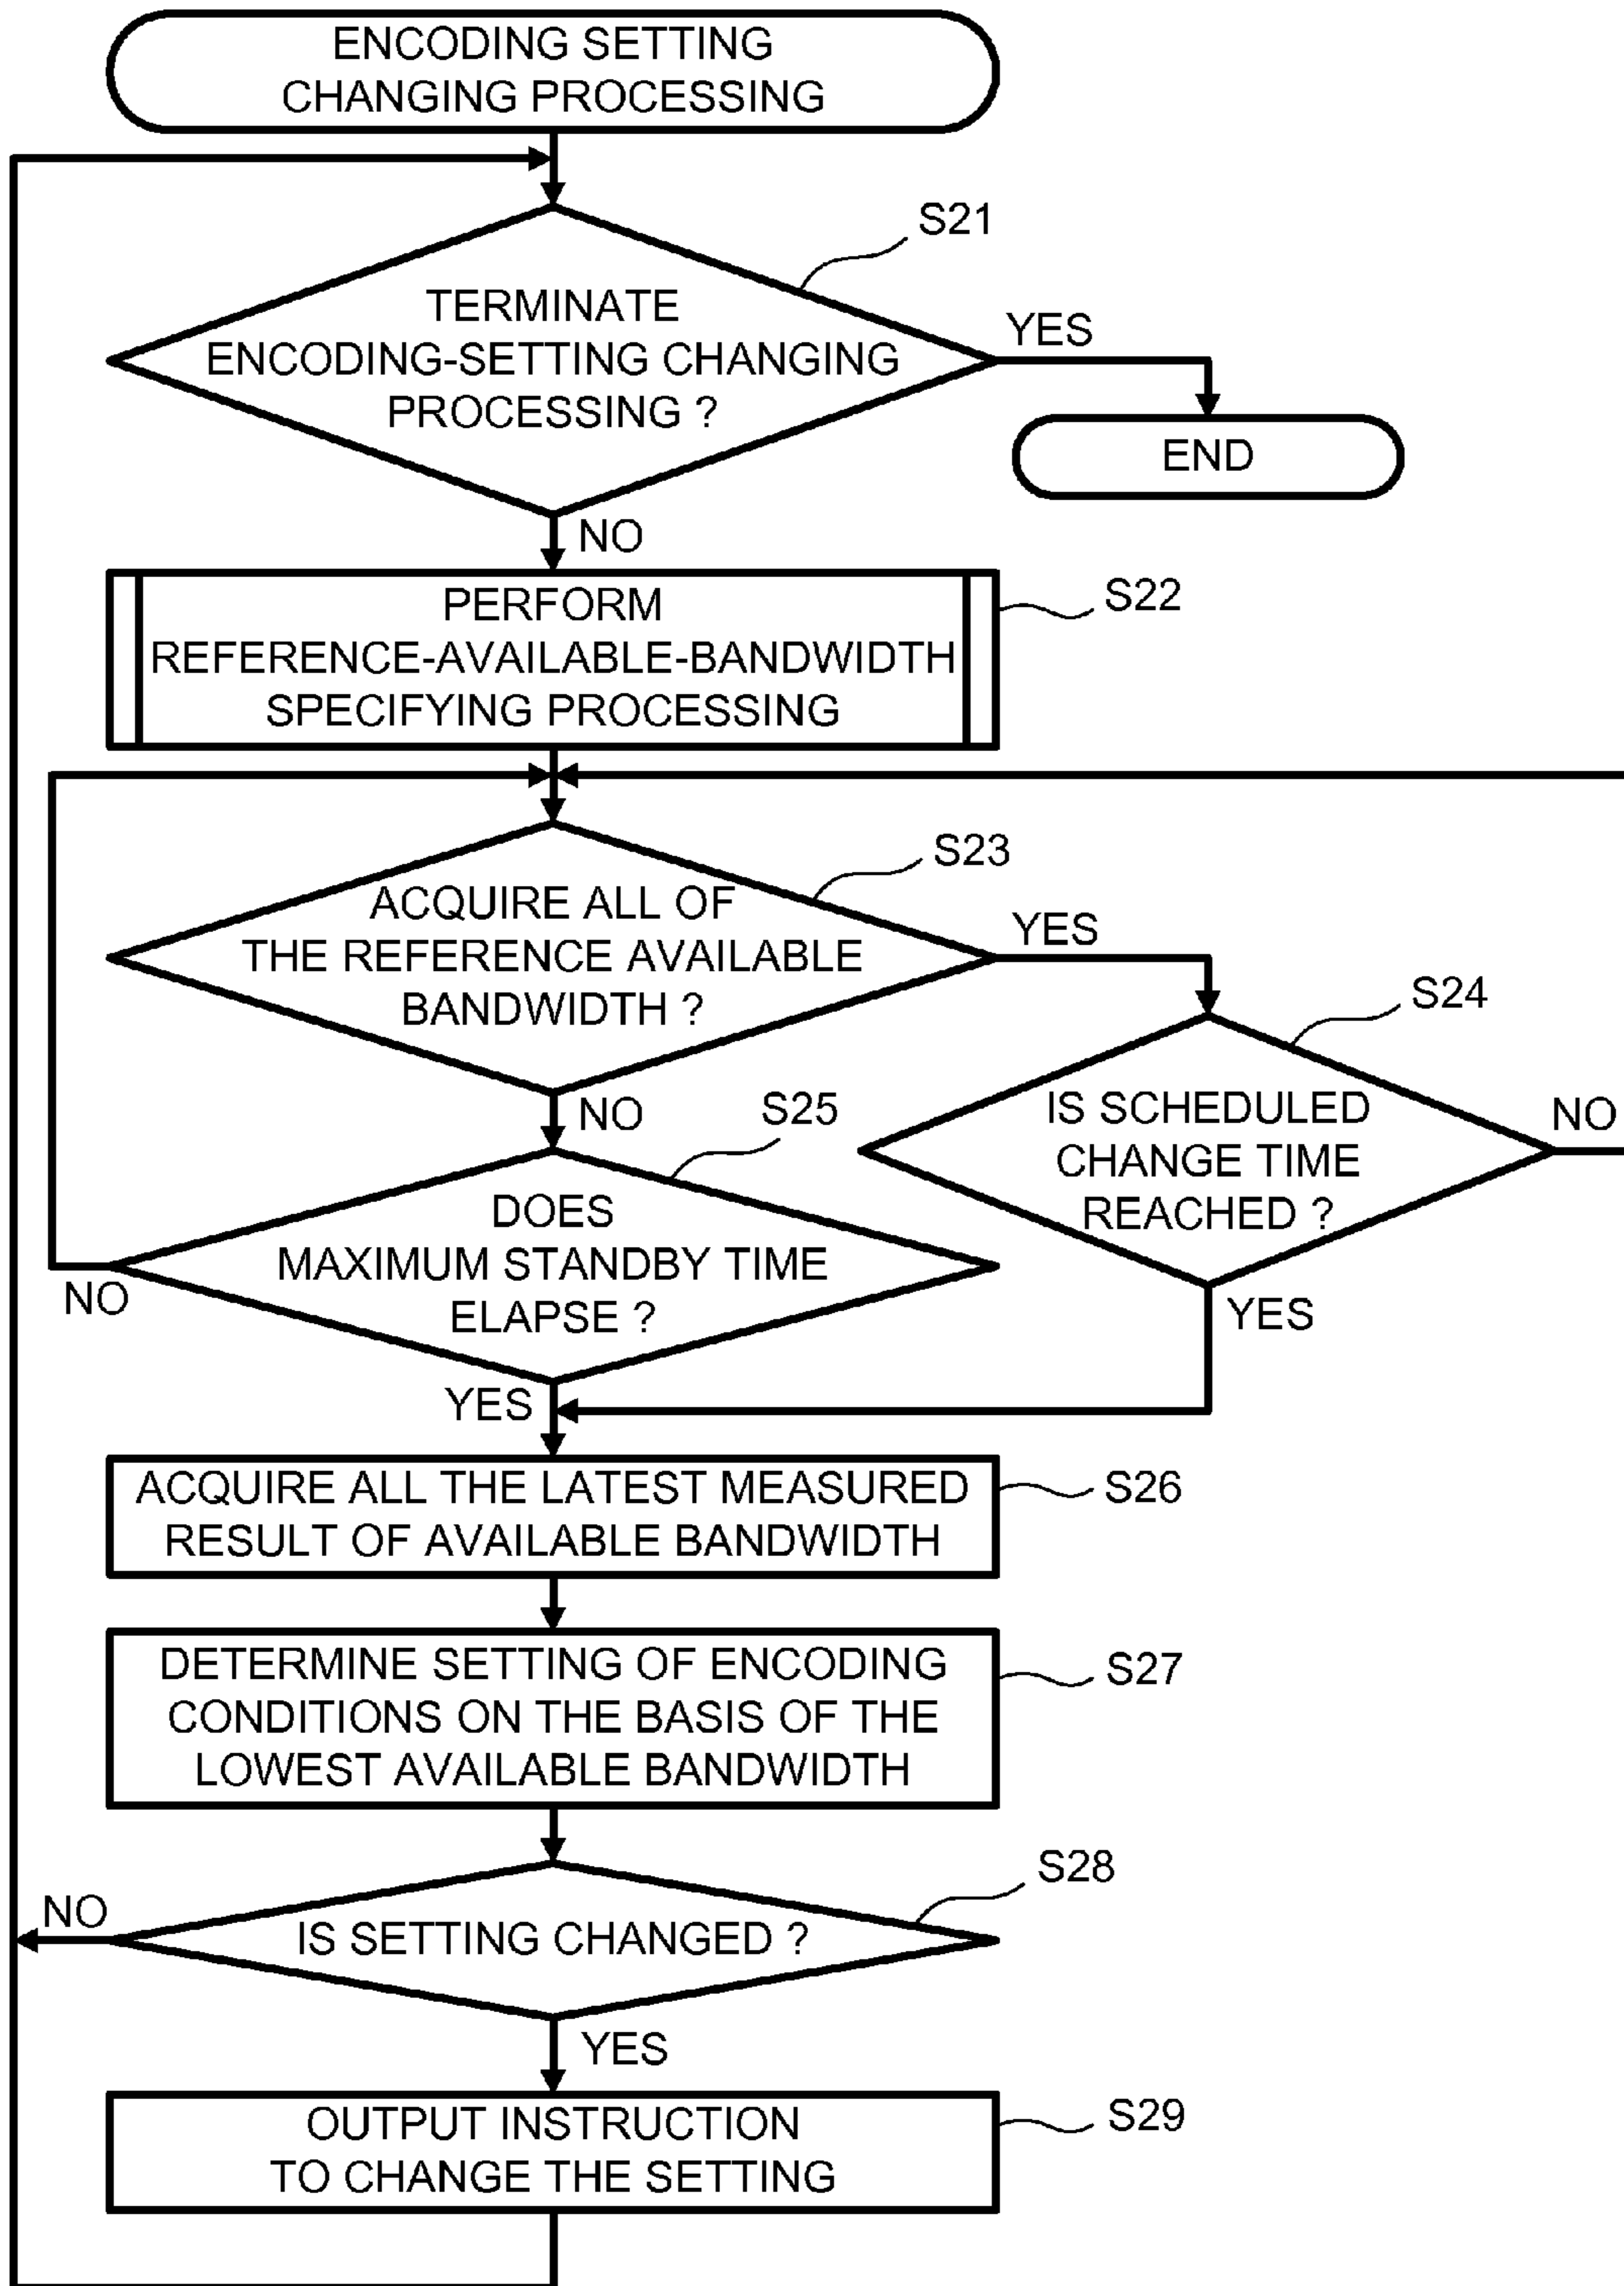 ENCODING SETTING
CHANGING PROCESSING
S21
TERMINATE
ENCODING-SETTING CHANGING
PROCESSING ?
YES
END
NO
PERFORM
REFERENCE-AVAILABLE-BANDWIDTH
SPECIFYING PROCESSING
S22
S23
ACQUIRE ALL OF
THE REFERENCE AVAILABLE
BANDWIDTH ?
YES
S24
IS SCHEDULED
CHANGE TIME
REACHED ?
NO
YES
NO
S25
DOES
MAXIMUM STANDBY TIME
ELAPSE ?
NO
YES
ACQUIRE ALL THE LATEST MEASURED
RESULT OF AVAILABLE BANDWIDTH
S26
DETERMINE SETTING OF ENCODING
CONDITIONS ON THE BASIS OF THE
LOWEST AVAILABLE BANDWIDTH
S27
S28
NO
IS SETTING CHANGED ?
YES
OUTPUT INSTRUCTION
TO CHANGE THE SETTING
S29